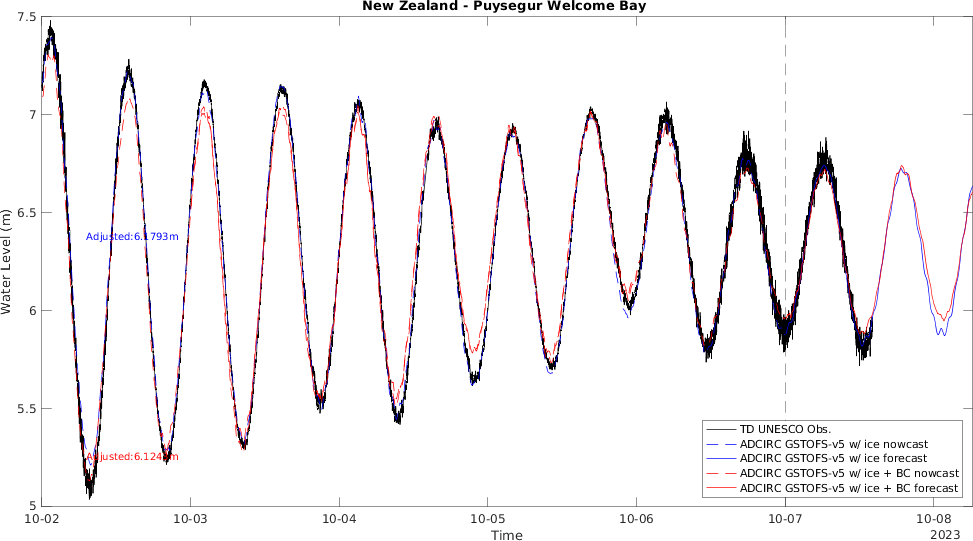 New Zealand - Puysegur Welcome Bay
7.5
7
6.5
6
5.5
5
Water Level (m)
Adjusted:6.1793m
TD UNESCO Obs.
ADCIRC GSTOFS-v5 w/ ice nowcast
ADCIRC GSTOFS-v5 w/ ice forecast
ADCIRC GSTOFS-v5 w/ ice + BC nowcast
ADCIRC GSTOFS-v5 w/ ice + BC forecast
10-02
10-03
10-04
10-05
10-06
10-07
10-08
Time
2023